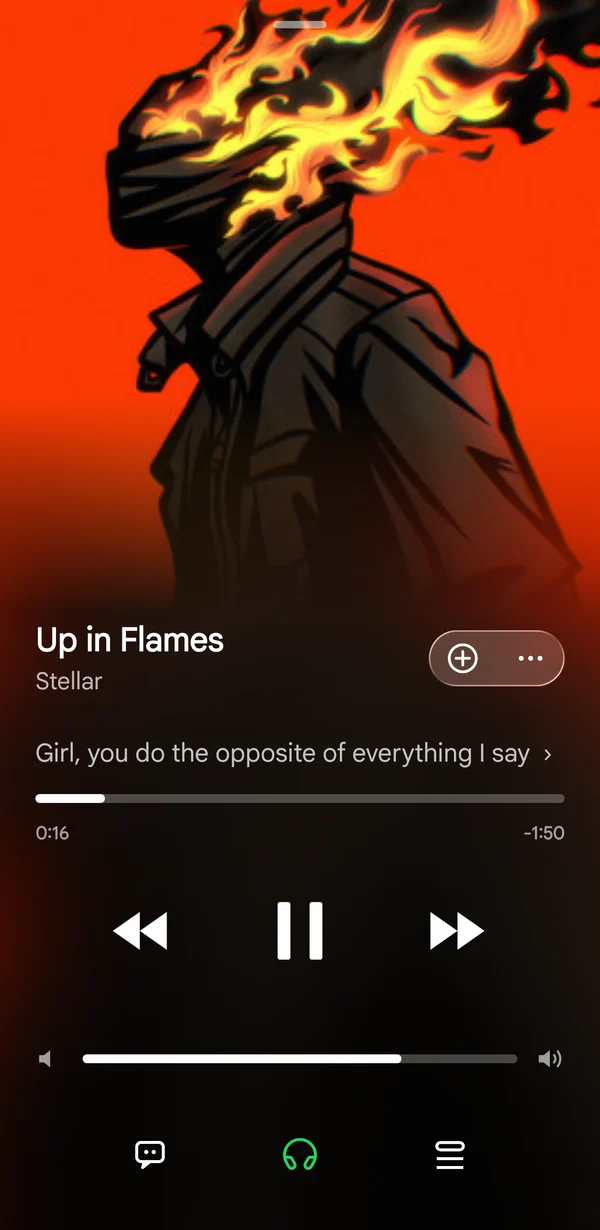 Up in Flames
Stellar
Girl, you do the opposite of everything I say
0:16
-1:50